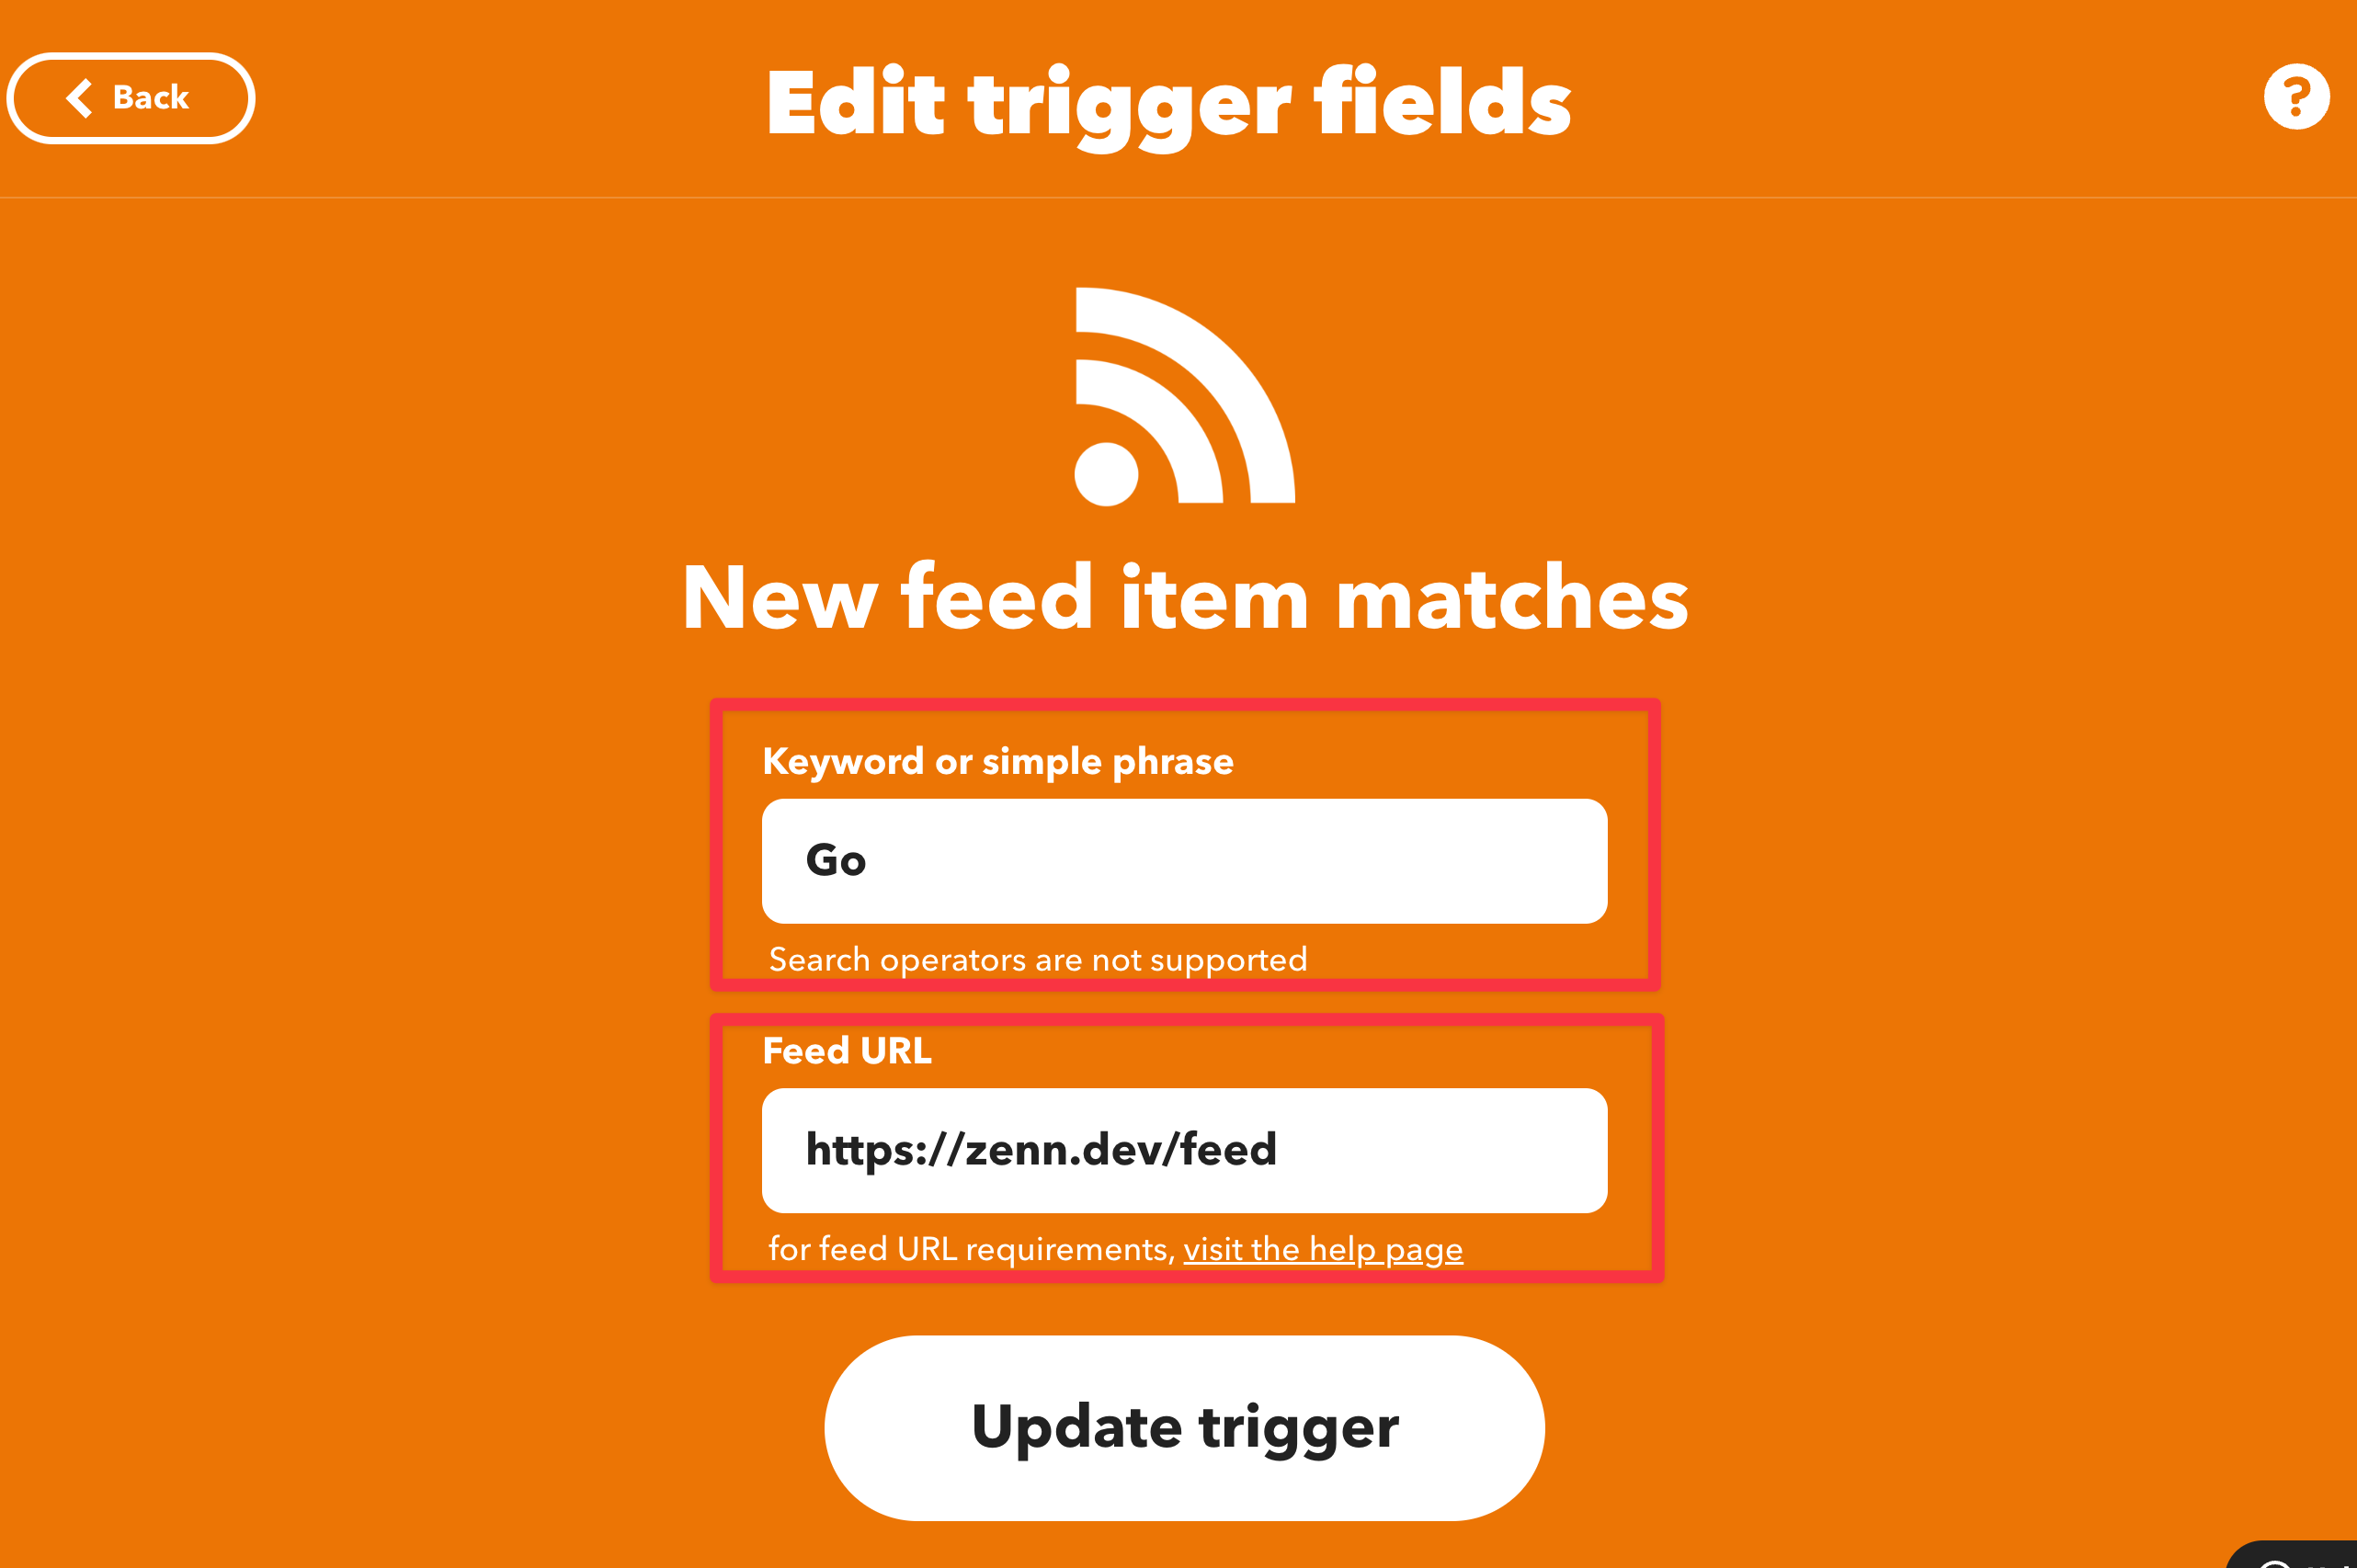 Back
Edit trigger fields
?
New feed item matches
Keyword or simple phrase
Go
Search operators are not supported
Feed URL
https://zenn.dev/feed
for feed URL requirements, visit the help page
Update trigger